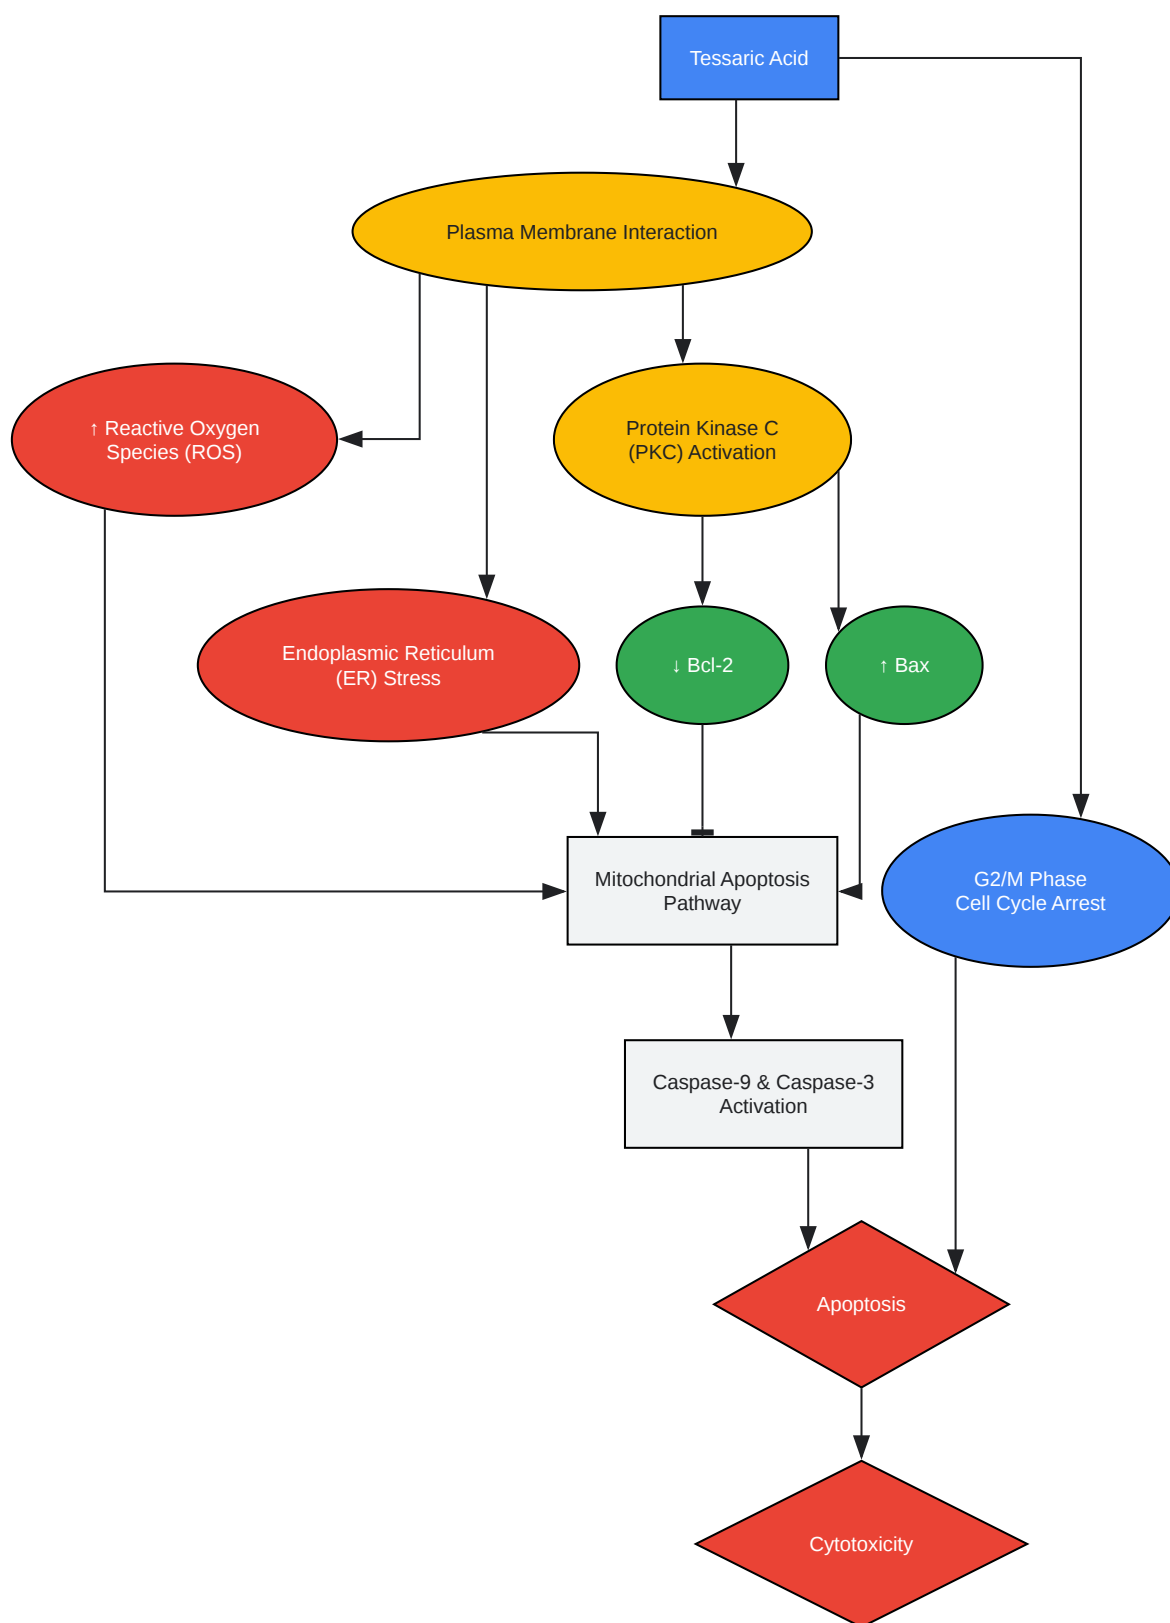 Tessaric Acid
Plasma Membrane Interaction
↑ Reactive Oxygen
Species (ROS)
Protein Kinase C
(PKC) Activation
Endoplasmic Reticulum
(ER) Stress
↓ Bcl-2
↑ Bax
Mitochondrial Apoptosis
Pathway
G2/M Phase
Cell Cycle Arrest
Caspase-9 & Caspase-3
Activation
Apoptosis
Cytotoxicity